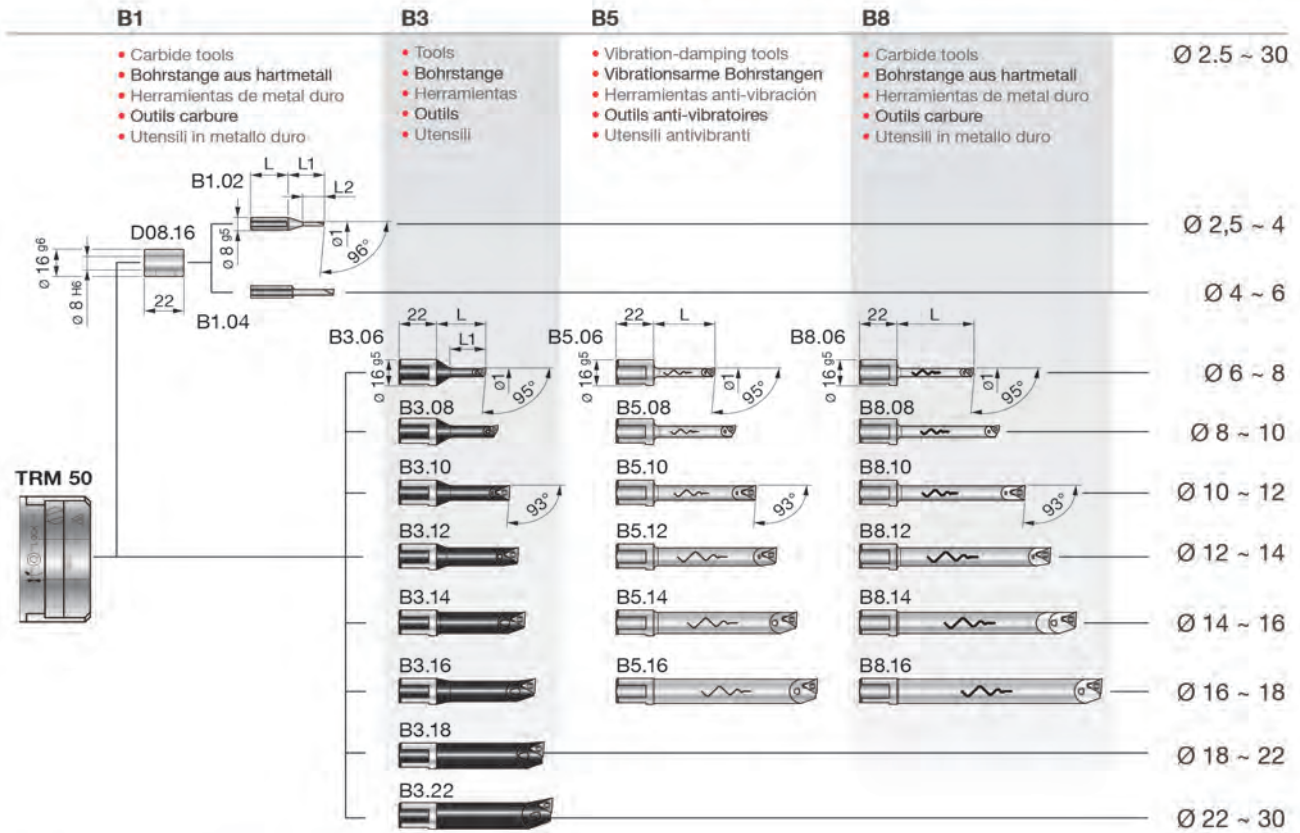 B1
B3
B5
B8
• Carbide tools
• Bohrstange aus hartmetall
• Herramientas de metal duro
• Outils carbure
• Utensili in metallo duro
• Tools
• Bohrstange
• Herramientas
• Outils
• Utensili
• Vibration-damping tools
• Vibrationsarme Bohrstangen
• Herramientas anti-vibración
• Outils anti-vibratoires
• Utensili antivibranti
• Carbide tools
• Bohrstange aus hartmetall
• Herramientas de metal duro
• Outils carbure
• Utensili in metallo duro
Ø 2.5 ~ 30
L L1
B1.02 L2
D08.16
Ø 16 g6
Ø 8 H6
22
Ø 8 g5
Ø1
96°
Ø 2,5 ~ 4
B1.04
Ø 4 ~ 6
22 L
B3.06 L1
Ø 16 g5
Ø1
95°
22 L
B5.06
Ø 16 g5
Ø1
95°
22 L
B8.06
Ø 16 g5
Ø1
95°
Ø 6 ~ 8
B3.08 B5.08 B8.08
Ø 8 ~ 10
TRM 50
B3.10 B5.10 B8.10
93° 93°
Ø 10 ~ 12
B3.12 B5.12 B8.12
Ø 12 ~ 14
B3.14 B5.14 B8.14
Ø 14 ~ 16
B3.16 B5.16 B8.16
Ø 16 ~ 18
B3.18
Ø 18 ~ 22
B3.22
Ø 22 ~ 30